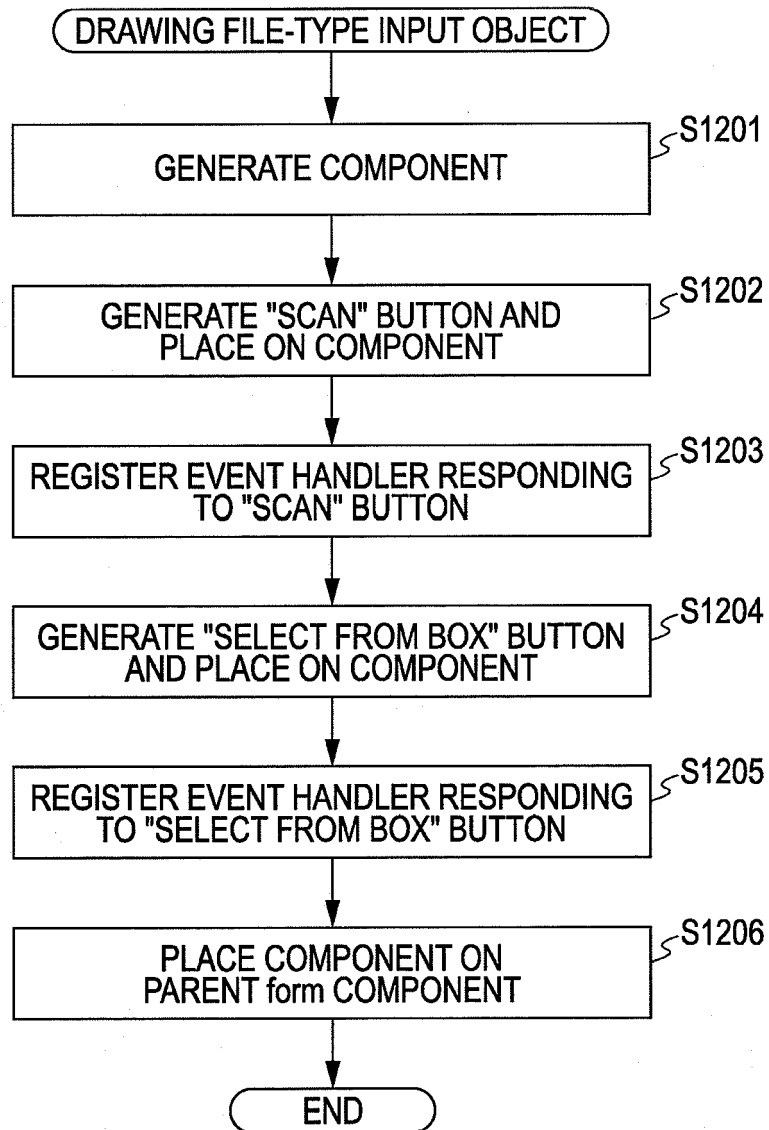 DRAWING FILE-TYPE INPUT OBJECT
S1201
GENERATE COMPONENT
S1202
GENERATE "SCAN" BUTTON AND
PLACE ON COMPONENT
S1203
REGISTER EVENT HANDLER RESPONDING
TO "SCAN" BUTTON
S1204
GENERATE "SELECT FROM BOX" BUTTON
AND PLACE ON COMPONENT
S1205
REGISTER EVENT HANDLER RESPONDING
TO "SELECT FROM BOX" BUTTON
S1206
PLACE COMPONENT ON
PARENT form COMPONENT
END